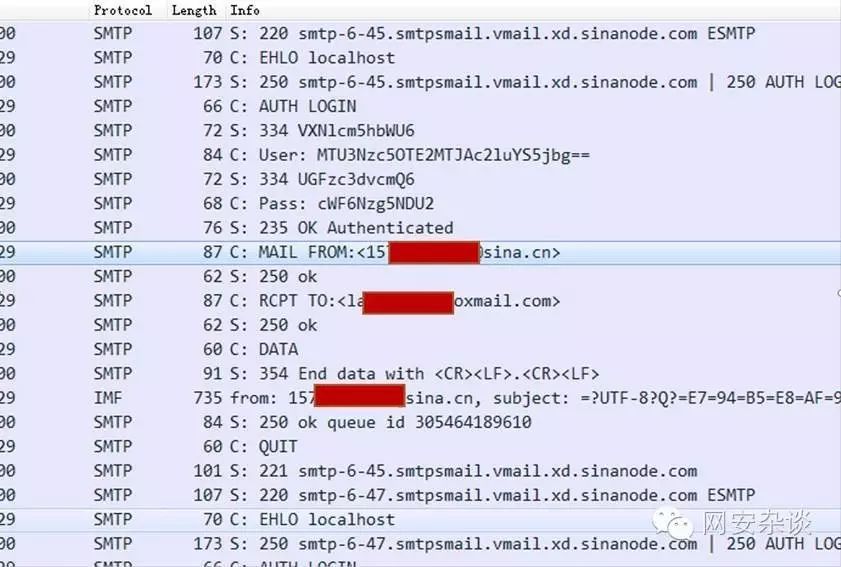 Protocol Length Info
00 SMTP 107 S: 220 smtp-6-45.smtpsmail.vmail.xd.sinanode.com ESMTP
29 SMTP 70 C: EHLO localhost
00 SMTP 173 S: 250 smtp-6-45.smtpsmail.vmail.xd.sinanode.com | 250 AUTH LOG
29 SMTP 66 C: AUTH LOGIN
00 SMTP 72 S: 334 VXNlcm5hbWU6
29 SMTP 84 C: User: MTU3Nzc5OTE2MTJAc2luYS5jbg==
00 SMTP 72 S: 334 UGFzc3dvcmQ6
29 SMTP 68 C: Pass: cWF6Nzg5NDU2
00 SMTP 76 S: 235 OK Authenticated
29 SMTP 87 C: MAIL FROM:<15 sina.cn>
00 SMTP 62 S: 250 ok
29 SMTP 87 C: RCPT TO:<la oxmail.com>
00 SMTP 62 S: 250 ok
29 SMTP 60 C: DATA
00 SMTP 91 S: 354 End data with <CR><LF>.<CR><LF>
29 IMF 735 from: 157 sina.cn, subject: =?UTF-8?Q?=E7=94=B5=E8=AF=9
00 SMTP 84 S: 250 ok queue id 305464189610
29 SMTP 60 C: QUIT
00 SMTP 101 S: 221 smtp-6-45.smtpsmail.vmail.xd.sinanode.com
00 SMTP 107 S: 220 smtp-6-47.smtpsmail.vmail.xd.sinanode.com ESMTP
29 SMTP 70 C: EHLO localhost
00 SMTP 173 S: 250 smtp-6-47.smtpsmail.vmail.xd.sinanode.com | 250 AUTH LOG
29 SMTP 66 C: AUTH LOGIN
网安杂谈